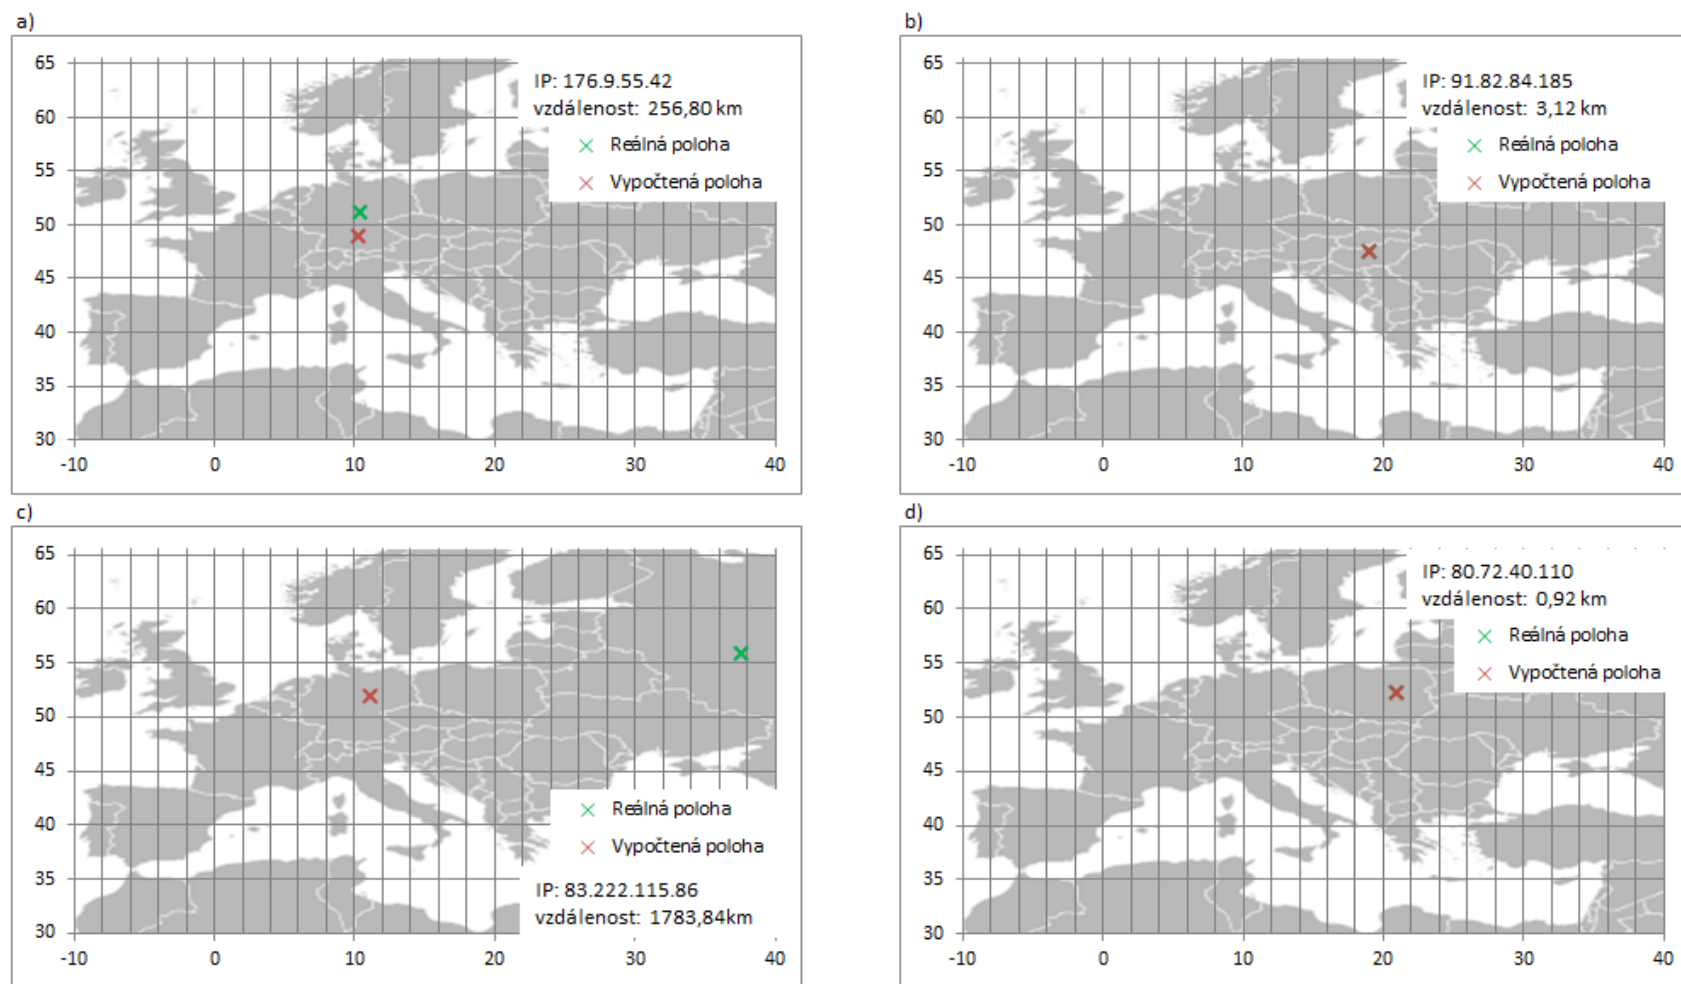 a)
65
60
55
50
45
40
35
30
-10 0 10 20 30 40
IP: 176.9.55.42
vzdálenost: 256,80 km
Reálná poloha
Vypočtená poloha
b)
65
60
55
50
45
40
35
30
-10 0 10 20 30 40
IP: 91.82.84.185
vzdálenost: 3,12 km
Reálná poloha
Vypočtená poloha
c)
65
60
55
50
45
40
35
30
-10 0 10 20 30 40
Reálná poloha
Vypočtená poloha
IP: 83.222.115.86
vzdálenost: 1783,84km
d)
65
60
55
50
45
40
35
30
-10 0 10 20 30 40
IP: 80.72.40.110
vzdálenost: 0,92 km
Reálná poloha
Vypočtená poloha